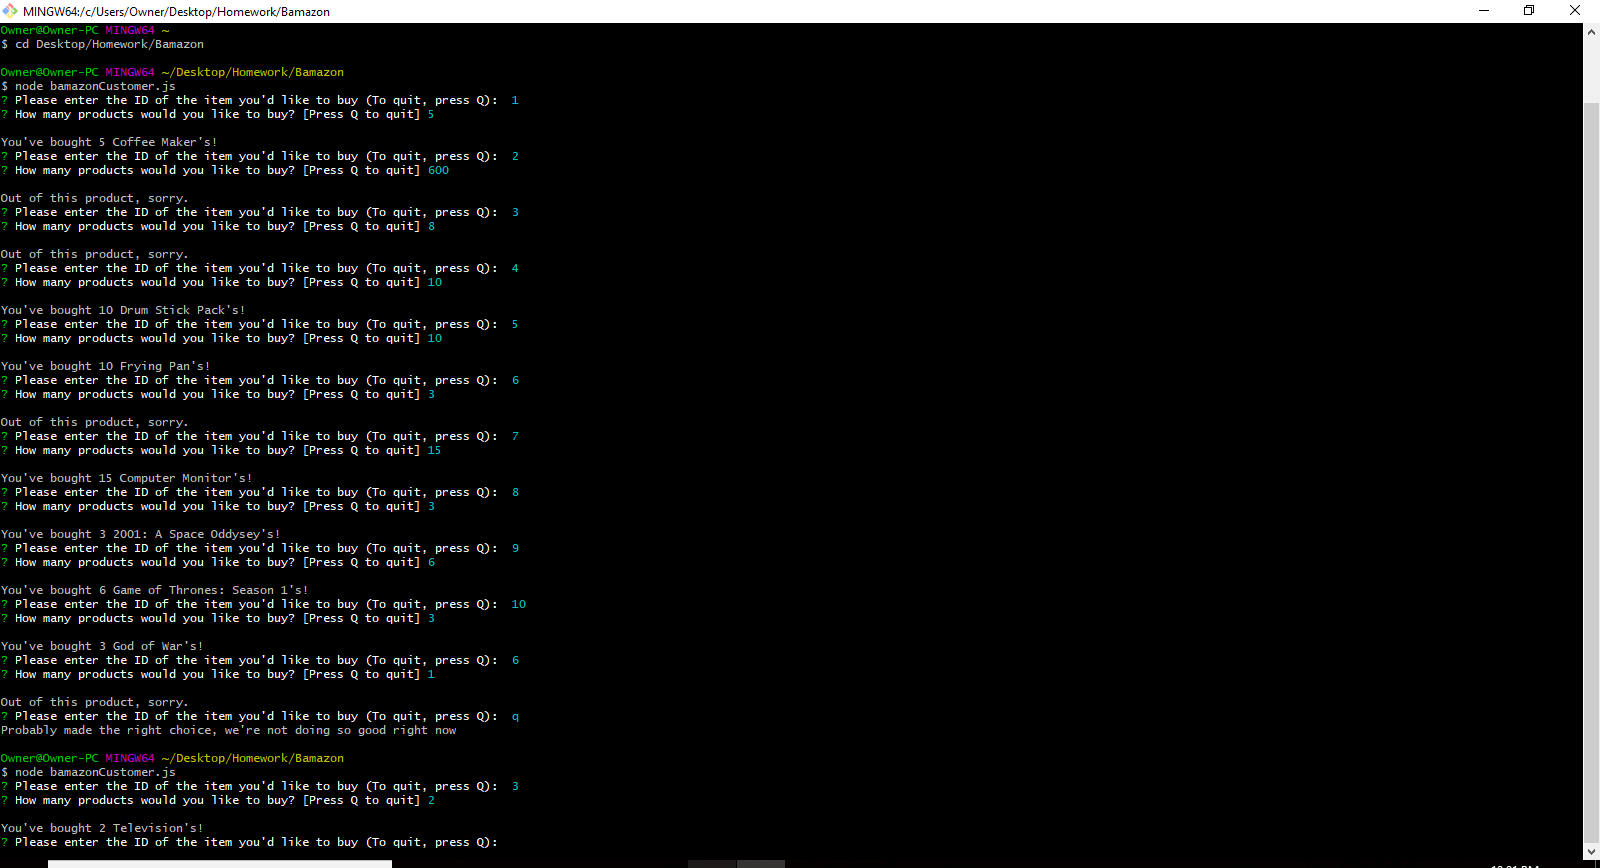 MINGW64:/c/Users/Owner/Desktop/Homework/Bamazon
Owner@Owner-PC MINGW64 ~
$ cd Desktop/Homework/Bamazon
Owner@Owner-PC MINGW64 ~/Desktop/Homework/Bamazon
$ node bamazonCustomer.js
? Please enter the ID of the item you'd like to buy (To quit, press Q):  1
? How many products would you like to buy? [Press Q to quit] 5
You've bought 5 Coffee Maker's!
? Please enter the ID of the item you'd like to buy (To quit, press Q):  2
? How many products would you like to buy? [Press Q to quit] 600
Out of this product, sorry.
? Please enter the ID of the item you'd like to buy (To quit, press Q):  3
? How many products would you like to buy? [Press Q to quit] 8
Out of this product, sorry.
? Please enter the ID of the item you'd like to buy (To quit, press Q):  4
? How many products would you like to buy? [Press Q to quit] 10
You've bought 10 Drum Stick Pack's!
? Please enter the ID of the item you'd like to buy (To quit, press Q):  5
? How many products would you like to buy? [Press Q to quit] 10
You've bought 10 Frying Pan's!
? Please enter the ID of the item you'd like to buy (To quit, press Q):  6
? How many products would you like to buy? [Press Q to quit] 3
Out of this product, sorry.
? Please enter the ID of the item you'd like to buy (To quit, press Q):  7
? How many products would you like to buy? [Press Q to quit] 15
You've bought 15 Computer Monitor's!
? Please enter the ID of the item you'd like to buy (To quit, press Q):  8
? How many products would you like to buy? [Press Q to quit] 3
You've bought 3 2001: A Space Oddysey's!
? Please enter the ID of the item you'd like to buy (To quit, press Q):  9
? How many products would you like to buy? [Press Q to quit] 6
You've bought 6 Game of Thrones: Season 1's!
? Please enter the ID of the item you'd like to buy (To quit, press Q):  10
? How many products would you like to buy? [Press Q to quit] 3
You've bought 3 God of War's!
? Please enter the ID of the item you'd like to buy (To quit, press Q):  6
? How many products would you like to buy? [Press Q to quit] 1
Out of this product, sorry.
? Please enter the ID of the item you'd like to buy (To quit, press Q):  q
Probably made the right choice, we're not doing so good right now
Owner@Owner-PC MINGW64 ~/Desktop/Homework/Bamazon
$ node bamazonCustomer.js
? Please enter the ID of the item you'd like to buy (To quit, press Q):  3
? How many products would you like to buy? [Press Q to quit] 2
You've bought 2 Television's!
? Please enter the ID of the item you'd like to buy (To quit, press Q):